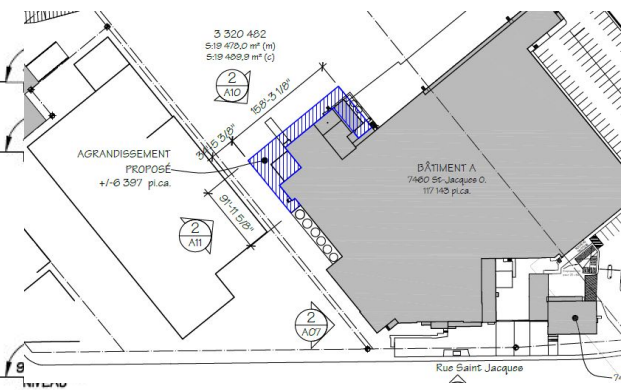 3 320 482
S:19 478,0 m² (m)
S:19 489,9 m² (c)
2
A10
158'-3 1/8"
5 3/8"
AGRANDISSEMENT
PROPOSÉ
+/-6 397 pi.ca.
BÂTIMENT A
7460 St-Jacques O.
117 143 pi.ca.
91'-11 5/8"
2
A11
2
A07
Rue Saint Jacques